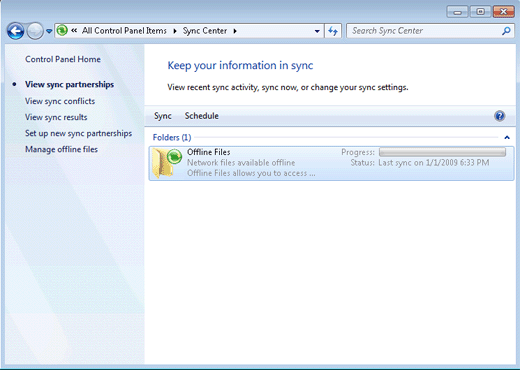 « All Control Panel Items ▸ Sync Center ▸
Search Sync Center
Control Panel Home
View sync partnerships
View sync conflicts
View sync results
Set up new sync partnerships
Manage offline files
Keep your information in sync
View recent sync activity, sync now, or change your sync settings.
Sync Schedule
Folders (1)
Offline Files
Network files available offline
Offline Files allows you to access ...
Progress:
Status: Last sync on 1/1/2009 6:33 PM